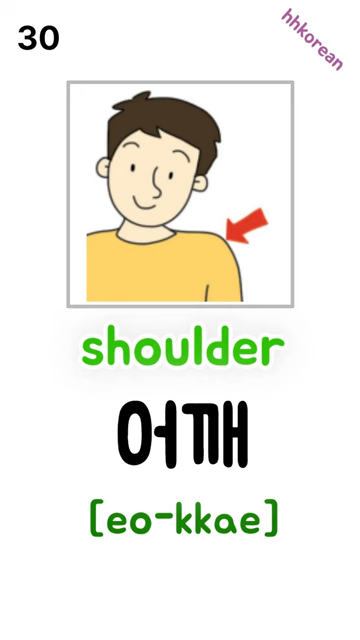 30
hhkorean
shoulder
어깨
[eo-kkae]